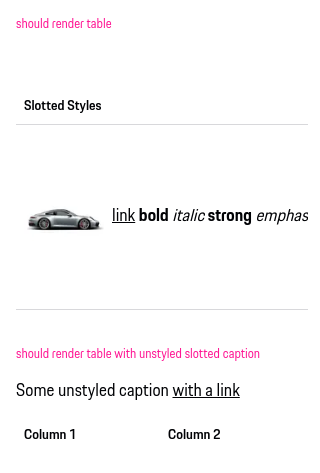 should render table
Slotted Styles
link bold italic strong emphas
should render table with unstyled slotted caption
Some unstyled caption with a link
Column 1 Column 2